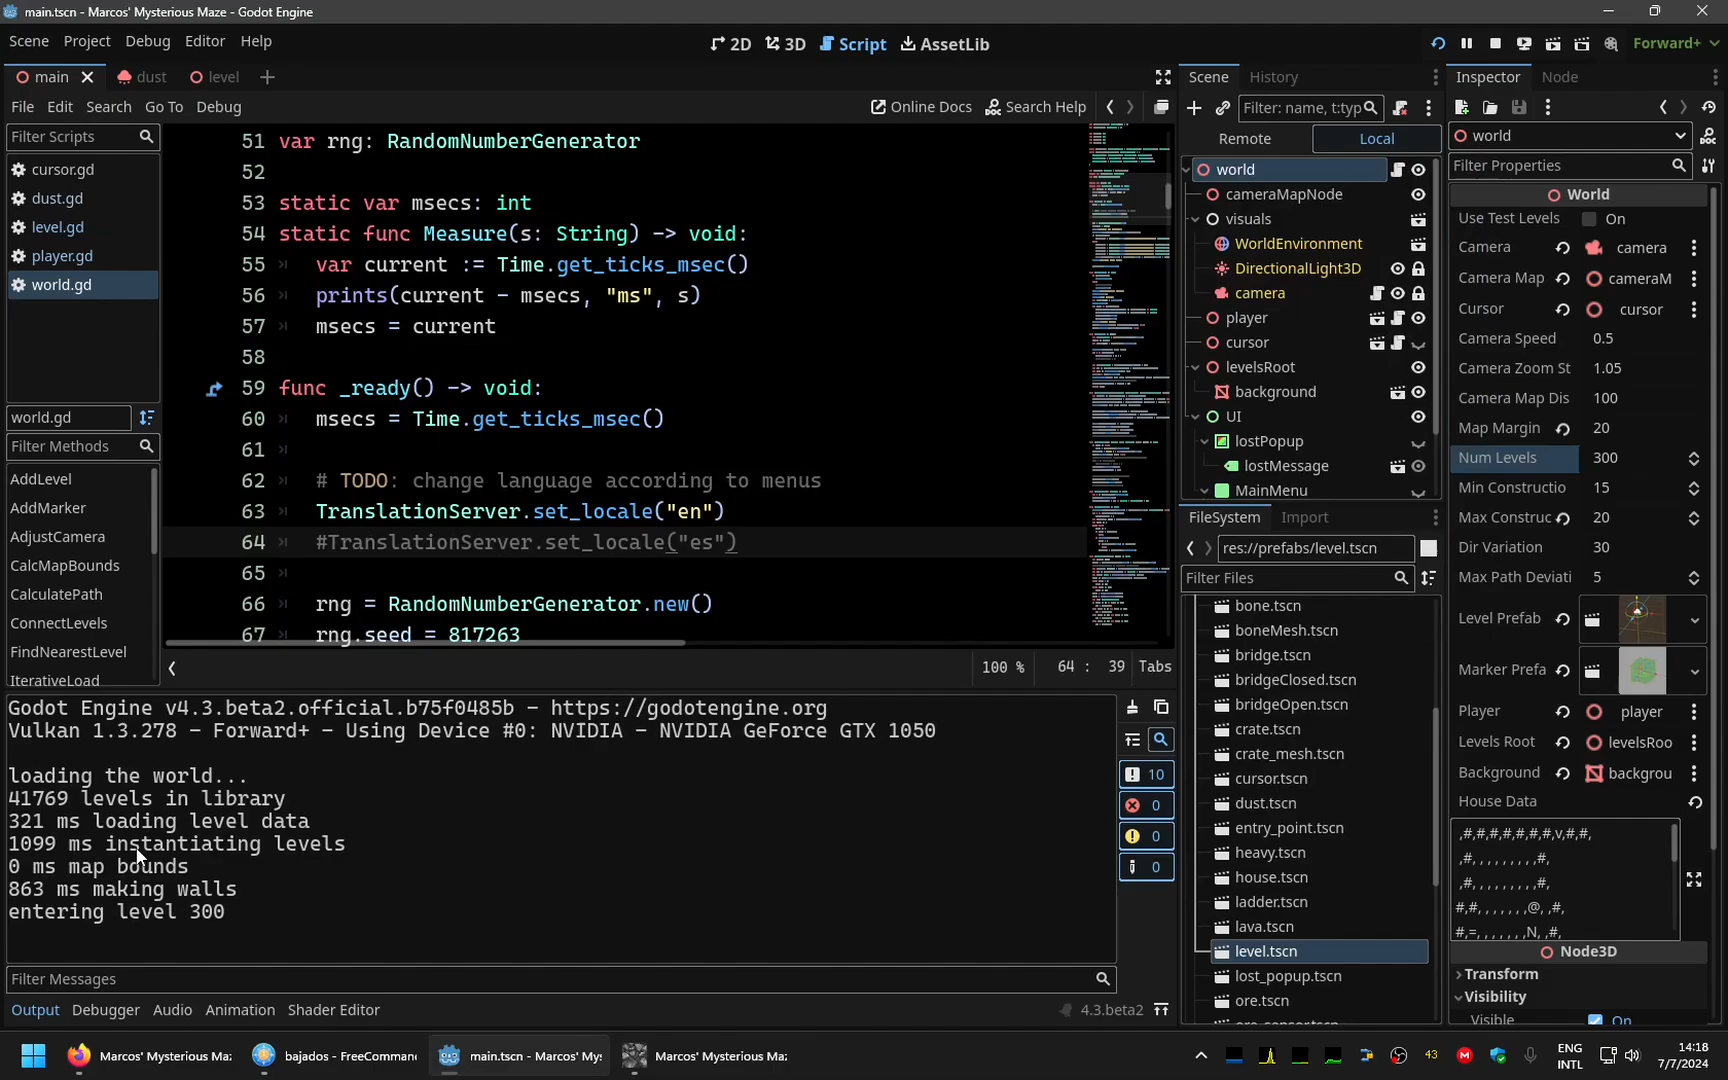 main.tscn - Marcos' Mysterious Maze - Godot Engine
Scene Project Debug Editor Help
2D 3D Script AssetLib
Forward+
main dust level
File Edit Search Go To Debug
Online Docs Search Help
Filter Scripts
cursor.gd
dust.gd
level.gd
player.gd
world.gd
world.gd
Filter Methods
AddLevel
AddMarker
AdjustCamera
CalcMapBounds
CalculatePath
ConnectLevels
FindNearestLevel
IterativeLoad
51 var rng: RandomNumberGenerator
52
53 static var msecs: int
54 static func Measure(s: String) -> void:
55 var current := Time.get_ticks_msec()
56 prints(current - msecs, "ms", s)
57 msecs = current
58
59 func _ready() -> void:
60 msecs = Time.get_ticks_msec()
61
62 # TODO: change language according to menus
63 TranslationServer.set_locale("en")
64 #TranslationServer.set_locale("es")
65
66 rng = RandomNumberGenerator.new()
67 rng.seed = 817263
100 % 64 : 39 Tabs
Godot Engine v4.3.beta2.official.b75f0485b - https://godotengine.org
Vulkan 1.3.278 - Forward+ - Using Device #0: NVIDIA - NVIDIA GeForce GTX 1050
loading the world...
41769 levels in library
321 ms loading level data
1099 ms instantiating levels
0 ms map bounds
863 ms making walls
entering level 300
10
0
0
0
Filter Messages
Output Debugger Audio Animation Shader Editor
4.3.beta2
Scene History
Filter: name, t:typ
Remote Local
world
cameraMapNode
visuals
WorldEnvironment
DirectionalLight3D
camera
player
cursor
levelsRoot
background
UI
lostPopup
lostMessage
MainMenu
FileSystem Import
res://prefabs/level.tscn
Filter Files
bone.tscn
boneMesh.tscn
bridge.tscn
bridgeClosed.tscn
bridgeOpen.tscn
crate.tscn
crate_mesh.tscn
cursor.tscn
dust.tscn
entry_point.tscn
heavy.tscn
house.tscn
ladder.tscn
lava.tscn
level.tscn
lost_popup.tscn
ore.tscn
Inspector Node
world
Filter Properties
World
Use Test Levels On
Camera camera
Camera Map cameraM
Cursor cursor
Camera Speed 0.5
Camera Zoom St 1.05
Camera Map Dis 100
Map Margin 20
Num Levels 300
Min Constructio 15
Max Construc 20
Dir Variation 30
Max Path Deviati 5
Level Prefab
Marker Prefa
Player player
Levels Root levelsRoo
Background backgrou
House Data
,#,#,#,#,#,#,#,v,#,#,
,#, , , , , , , , ,#,
,#, , , , , , , , ,#,
#,#, , , , , , ,@, ,#,
#,=, , , , , , ,N, ,#,
Node3D
Transform
Visibility
Visible On
Marcos' Mysterious Ma:
bajados - FreeCommand
main.tscn - Marcos' Mys
Marcos' Mysterious Ma:
43
ENG
INTL
14:18
7/7/2024